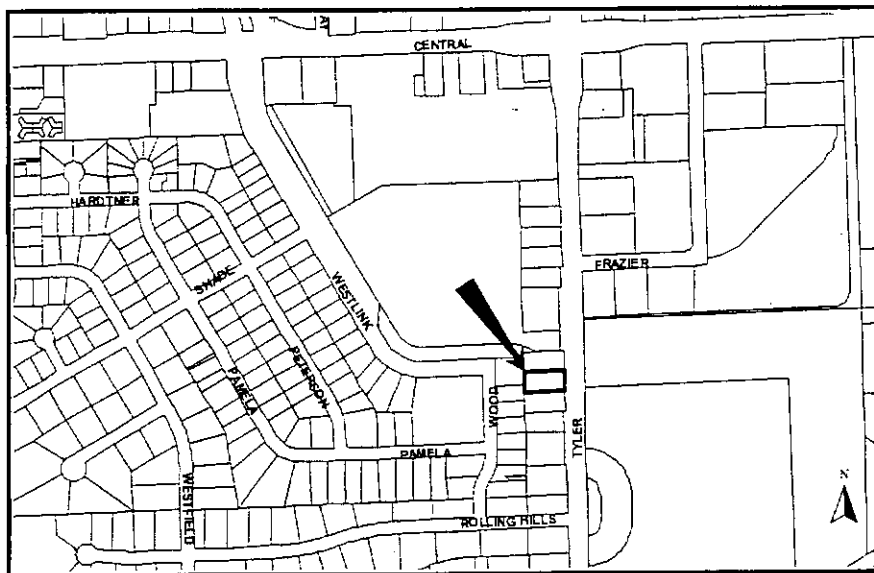 CENTRAL
HARDTNER
SHADE
WESTLINK
FRAZIER
PETERSON
PAMELA
WOOD
TYLER
PAMELA
WESTFIELD
ROLLING HILLS
N